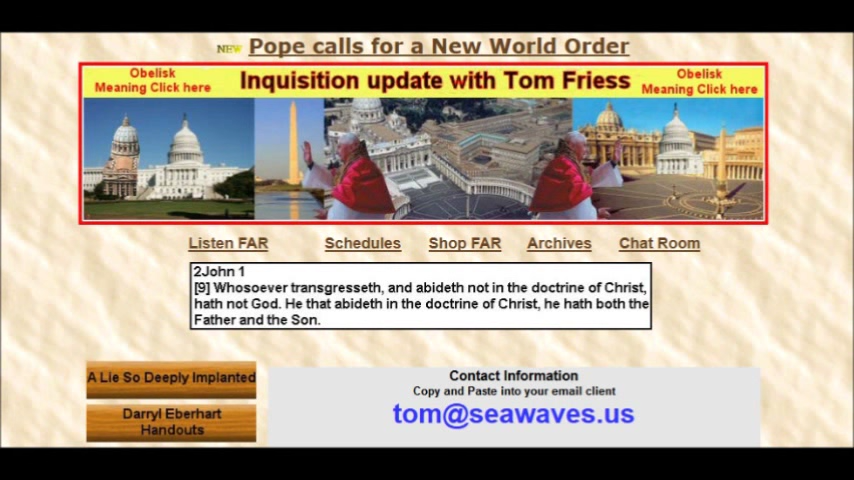 NEW Pope calls for a New World Order
Obelisk
Meaning Click here
Inquisition update with Tom Friess
Obelisk
Meaning Click here
Listen FAR Schedules Shop FAR Archives Chat Room
2John 1
[9] Whosoever transgresseth, and abideth not in the doctrine of Christ,
hath not God. He that abideth in the doctrine of Christ, he hath both the
Father and the Son.
A Lie So Deeply Implanted
Darryl Eberhart
Handouts
Contact Information
Copy and Paste into your email client
tom@seawaves.us